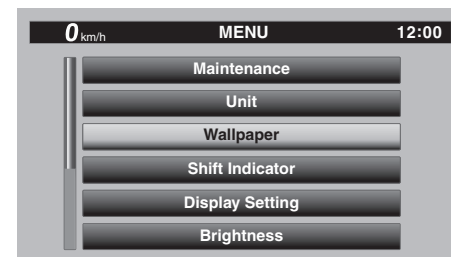 0 km/h MENU 12:00
Maintenance
Unit
Wallpaper
Shift Indicator
Display Setting
Brightness